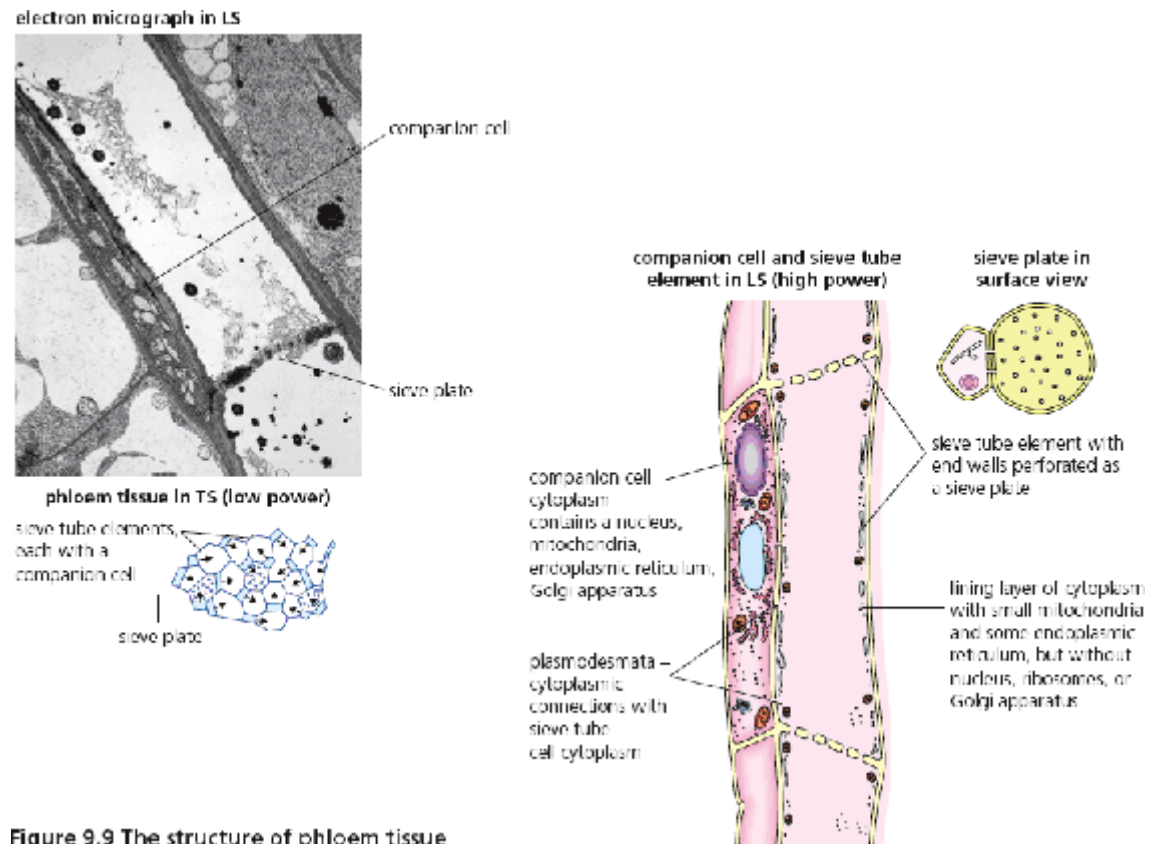 electron micrograph in LS
companion cell
sieve plate
phloem tissue in TS (low power)
sieve tube elements,
each with a
companion cell
sieve plate
companion cell and sieve tube
element in LS (high power)
sieve plate in
surface view
companion cell
cytoplasm
contains a nucleus,
mitochondria,
endoplasmic reticulum,
Golgi apparatus
plasmodesmata –
cytoplasmic
connections with
sieve tube
cell cytoplasm
sieve tube element with
end walls perforated as
a sieve plate
lining layer of cytoplasm
with small mitochondria
and some endoplasmic
reticulum, but without
nucleus, ribosomes, or
Golgi apparatus
Figure 9.9 The structure of phloem tissue